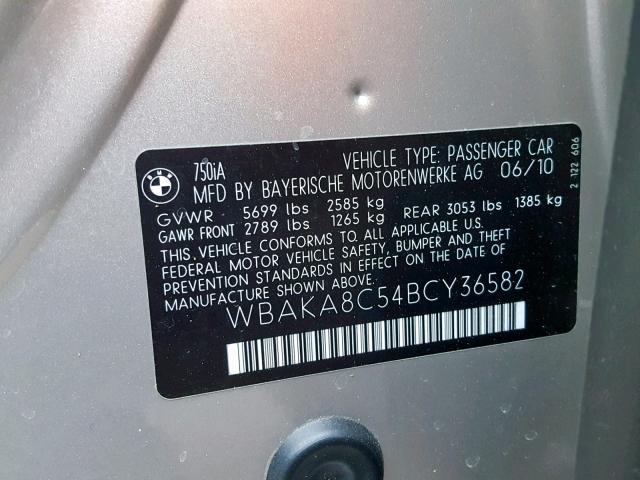 BMW
750iA VEHICLE TYPE: PASSENGER CAR
MFD BY BAYERISCHE MOTORENWERKE AG 06/10
GVWR 5699 lbs 2585 kg
GAWR FRONT 2789 lbs 1265 kg REAR 3053 lbs 1385 kg
THIS VEHICLE CONFORMS TO ALL APPLICABLE U.S.
FEDERAL MOTOR VEHICLE SAFETY, BUMPER AND THEFT
PREVENTION STANDARDS IN EFFECT ON THE DATE OF
MANUFACTURE SHOWN ABOVE.
WBAKA8C54BCY36582
2 122 606